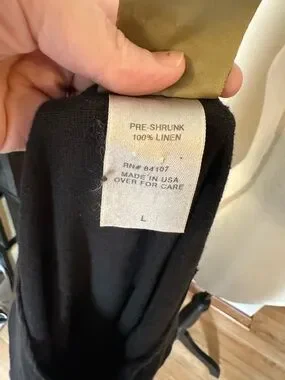 PRE-SHRUNK
100% LINEN
RN# 84107
MADE IN USA
OVER FOR CARE
L